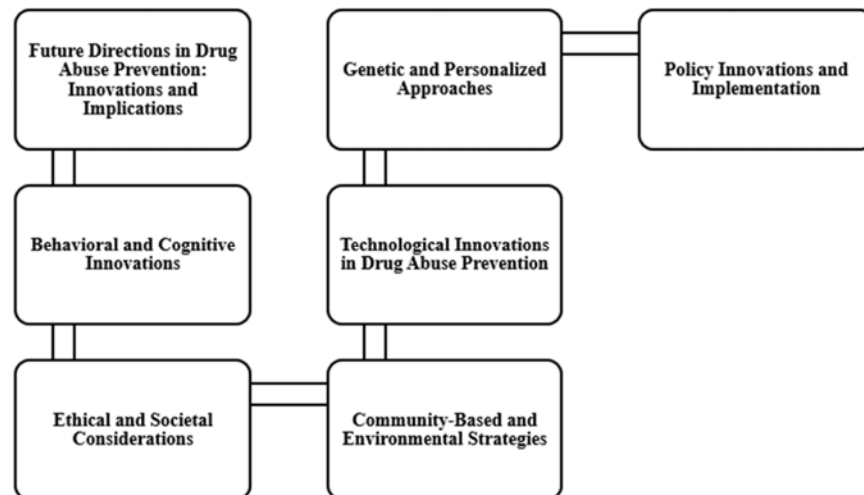 Future Directions in Drug
Abuse Prevention:
Innovations and
Implications
Behavioral and Cognitive
Innovations
Ethical and Societal
Considerations
Community-Based and
Environmental Strategies
Technological Innovations
in Drug Abuse Prevention
Genetic and Personalized
Approaches
Policy Innovations and
Implementation